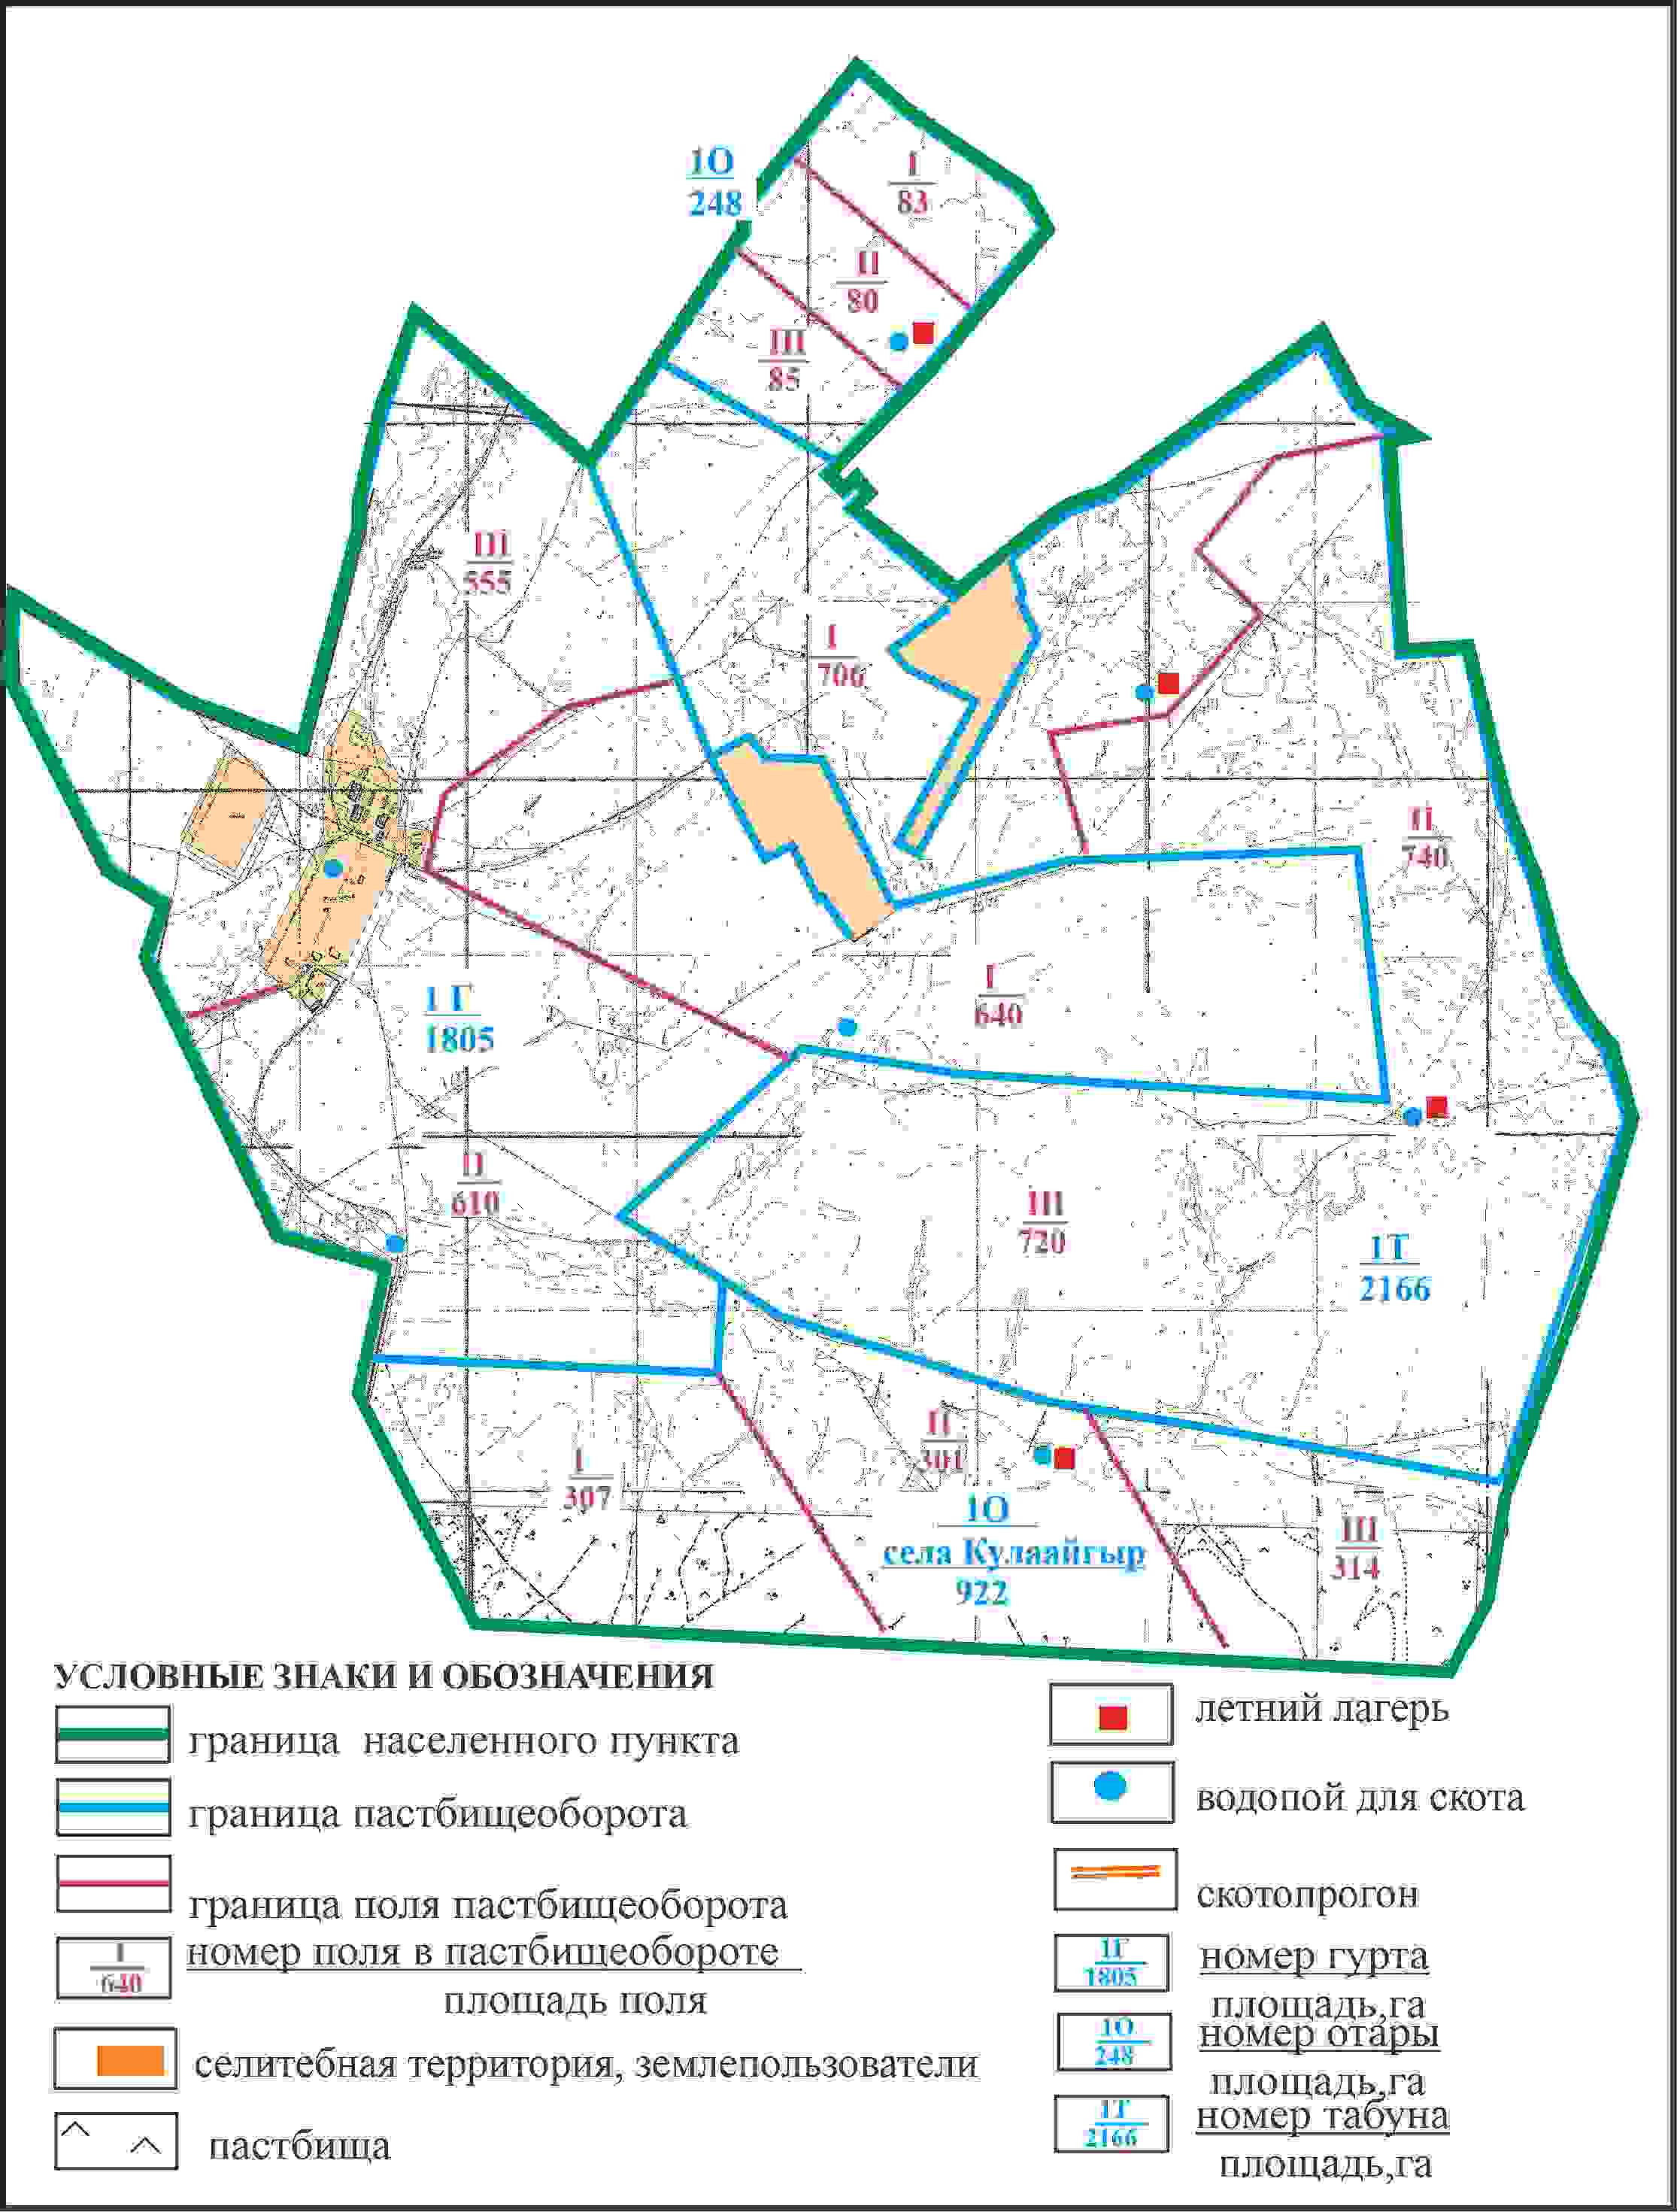 1О
248
I
83
II
80
III
85
III
555
I
706
II
740
I
640
1 Г
1805
II
610
III
720
1Т
2166
II
301
I
307
1О
села Кулаайгыр
922
III
314
УСЛОВНЫЕ ЗНАКИ И ОБОЗНАЧЕНИЯ
граница населенного пункта
граница пастбищеоборота
граница поля пастбищеоборота
I
640
номер поля в пастбищеобороте
площадь поля
селитебная территория, землепользователи
пастбища
летний лагерь
водопой для скота
скотопрогон
1Г
1805
номер гурта
площадь,га
1О
248
номер отары
площадь,га
1Т
2166
номер табуна
площадь,га